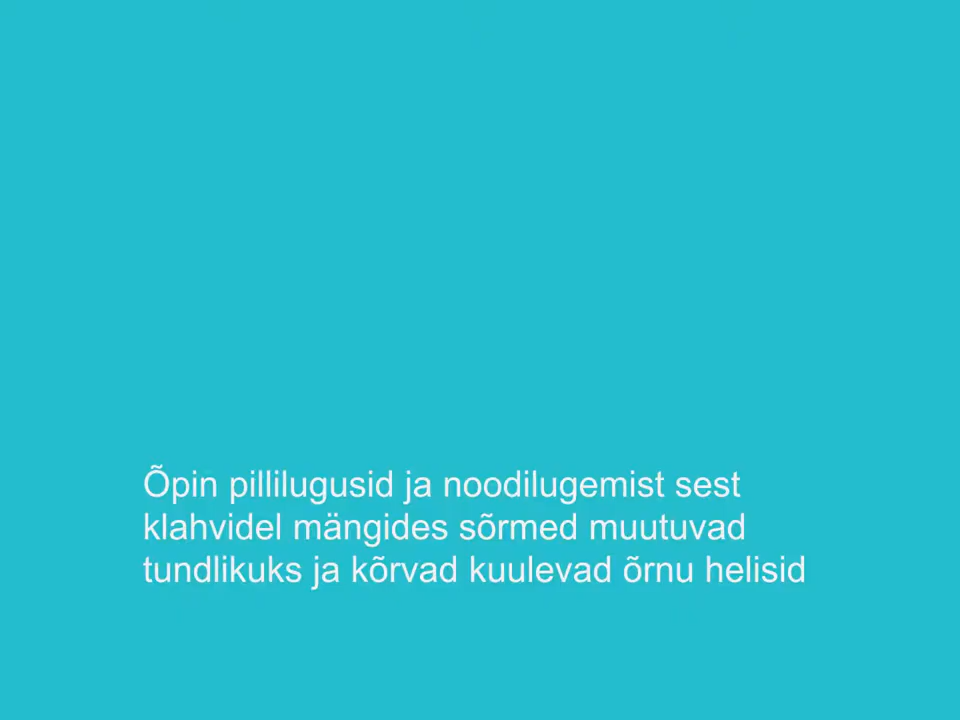 Õpin pillilugusid ja noodilugemist sest
klahvidel mängides sõrmed muutuvad
tundlikuks ja kõrvad kuulevad õrnu helisid